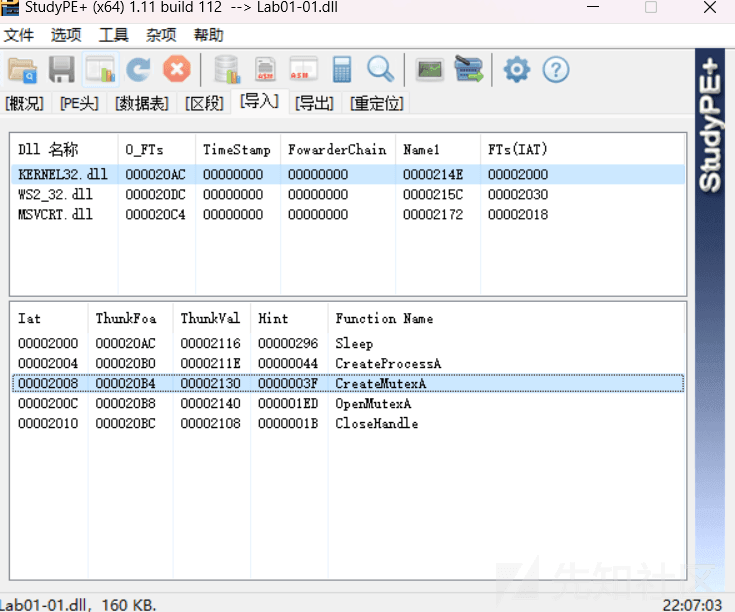 StudyPE+ (x64) 1.11 build 112 --> Lab01-01.dll
文件 选项 工具 杂项 帮助
[概况] [PE头] [数据表] [区段] [导入] [导出] [重定位]
StudyPE+
Dll 名称 O_FTs TimeStamp FowarderChain Name1 FTs(IAT)
KERNEL32.dll 000020AC 00000000 00000000 0000214E 00002000
WS2_32.dll 000020DC 00000000 00000000 0000215C 00002030
MSVCRT.dll 000020C4 00000000 00000000 00002172 00002018
Iat ThunkFoa ThunkVal Hint Function Name
00002000 000020AC 00002116 00000296 Sleep
00002004 000020B0 0000211E 00000044 CreateProcessA
00002008 000020B4 00002130 0000003F CreateMutexA
0000200C 000020B8 00002140 000001ED OpenMutexA
00002010 000020BC 00002108 0000001B CloseHandle
先知社区
Lab01-01.dll, 160 KB. 22:07:03